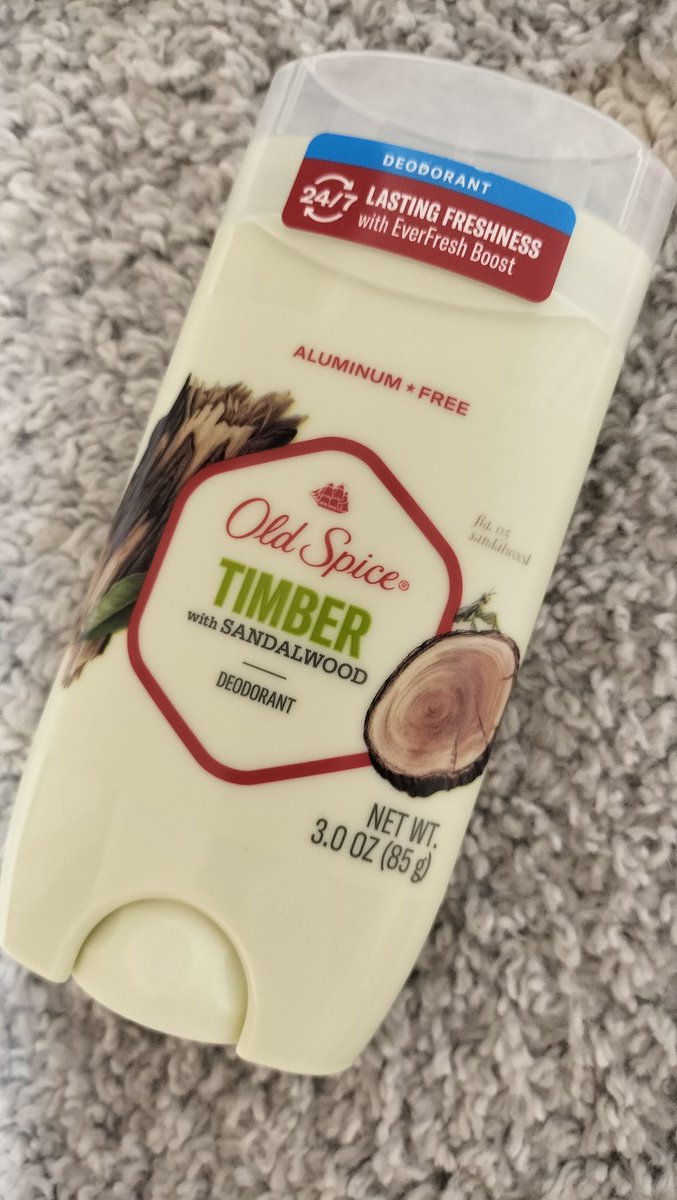 DEODORANT
24/7 LASTING FRESHNESS
with EverFresh Boost
ALUMINUM ★ FREE
fig. 05
sandalwood
Old Spice®
TIMBER
with SANDALWOOD
DEODORANT
NET WT.
3.0 OZ (85 g)